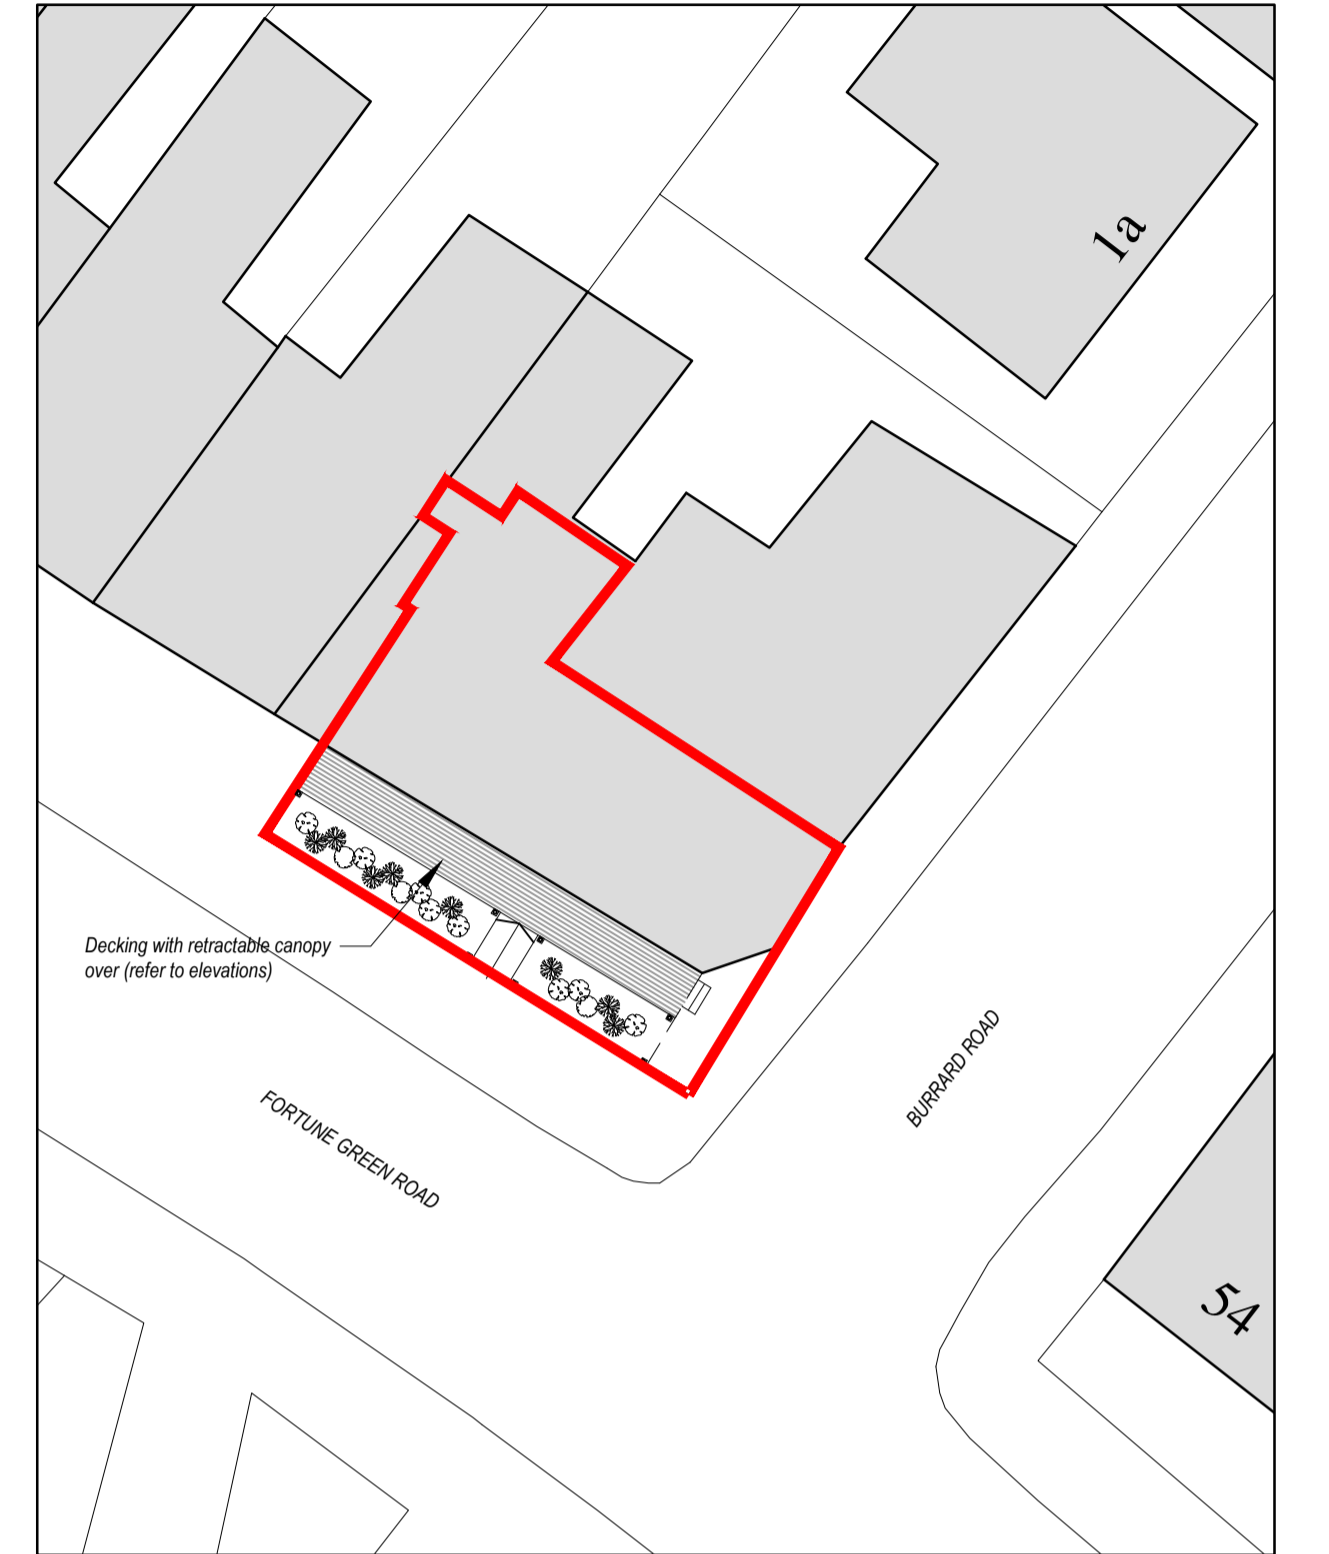 1a
Decking with retractable canopy
over (refer to elevations)
BURRARD ROAD
FORTUNE GREEN ROAD
54